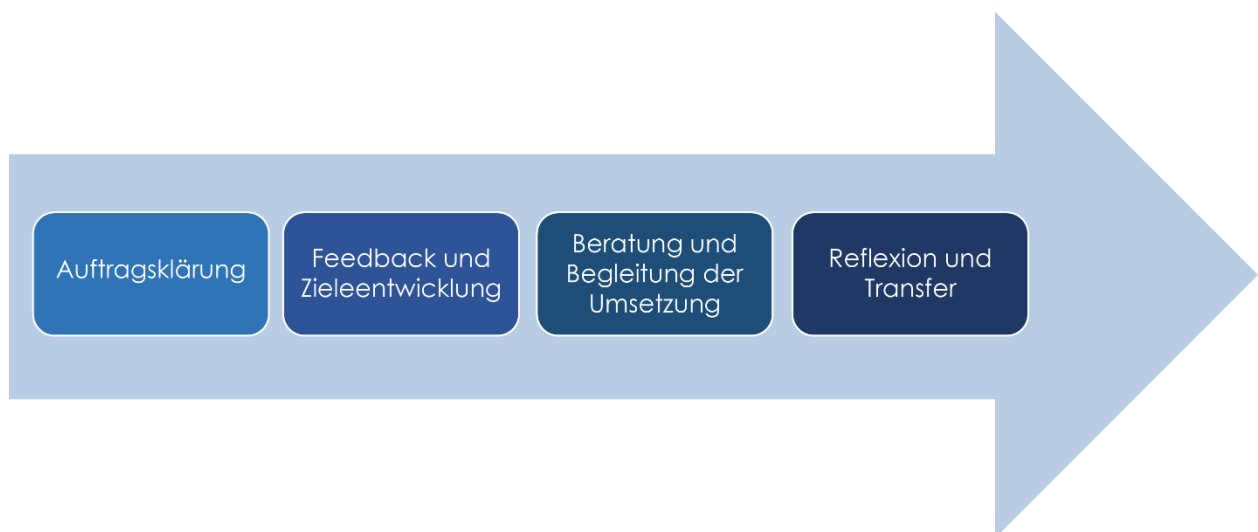 Auftragsklärung
Feedback und
Zieleentwicklung
Beratung und
Begleitung der
Umsetzung
Reflexion und
Transfer